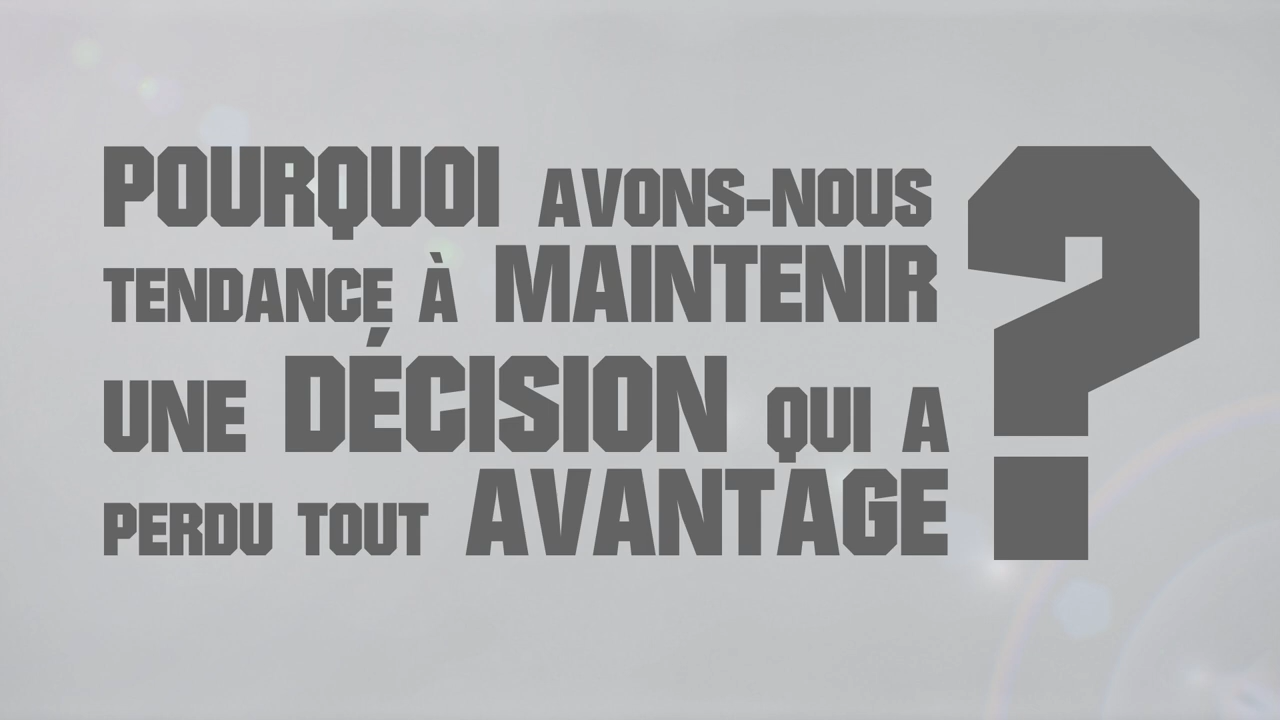 POURQUOI AVONS-NOUS
TENDANCE À MAINTENIR
UNE DÉCISION QUI A
PERDU TOUT AVANTAGE ?